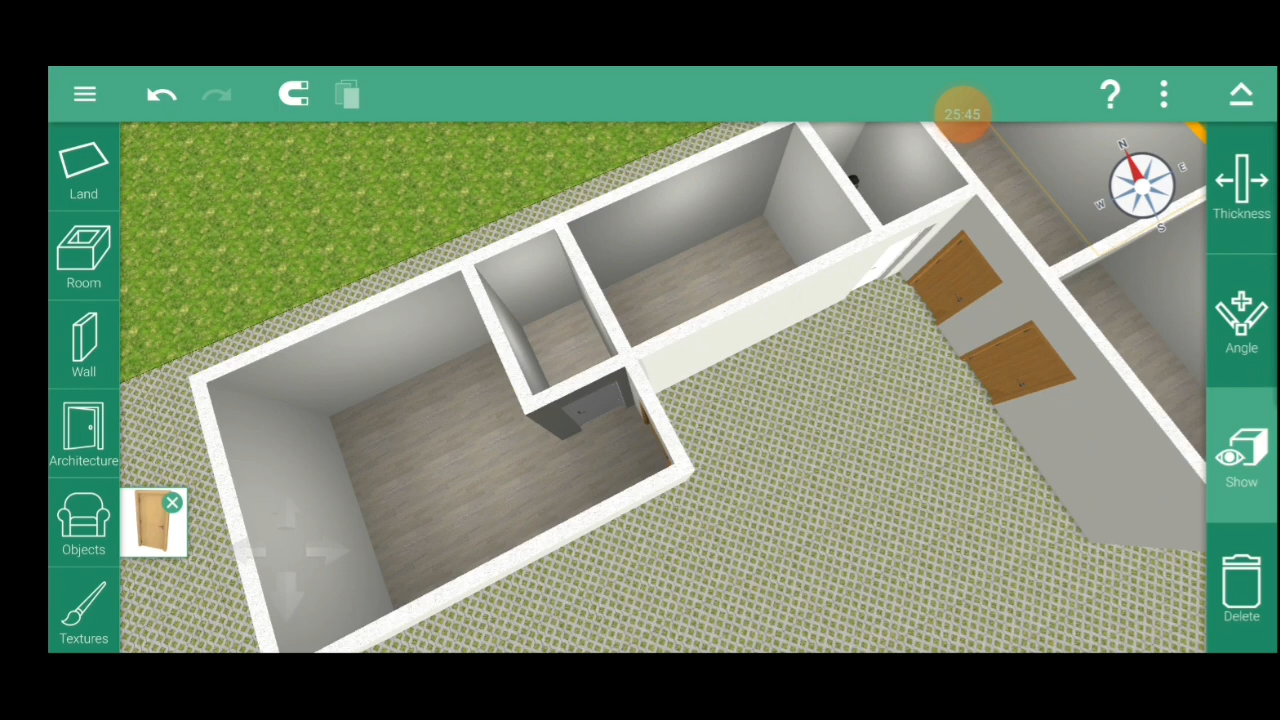 25:45
Land
Room
Wall
Architecture
Objects
Textures
N
E
W
S
Thickness
Angle
Show
Delete